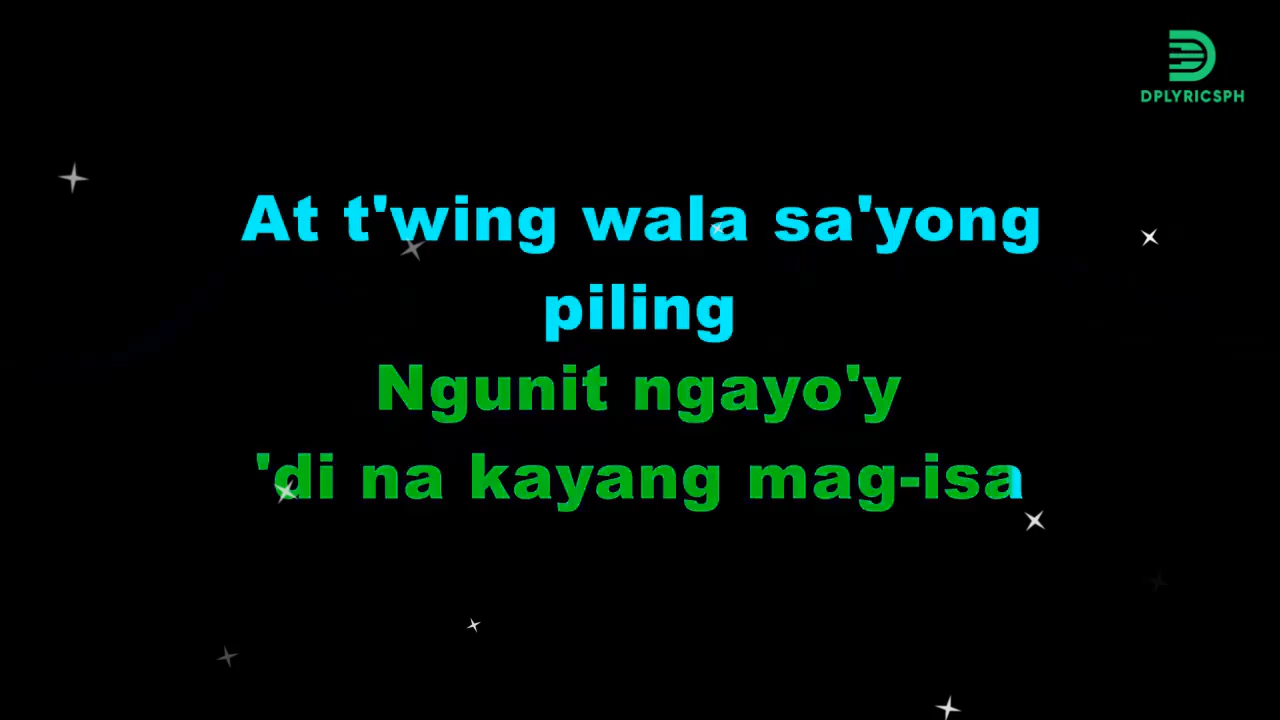 DPLYRICSPH
At t'wing wala sa'yong
piling
Ngunit ngayo'y
'di na kayang mag-isa